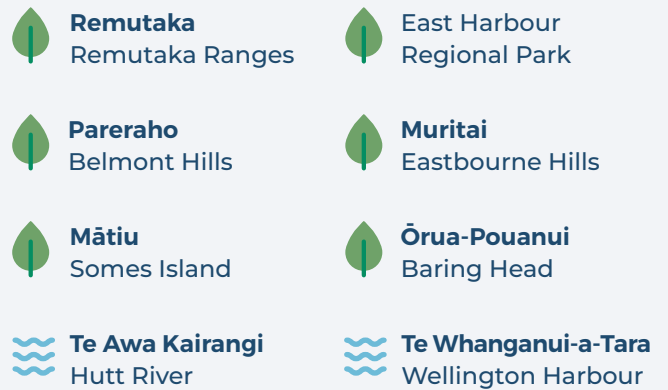 Remutaka
Remutaka Ranges
East Harbour
Regional Park
Pareraho
Belmont Hills
Muritai
Eastbourne Hills
Mātiu
Somes Island
Ōrua-Pouanui
Baring Head
Te Awa Kairangi
Hutt River
Te Whanganui-a-Tara
Wellington Harbour